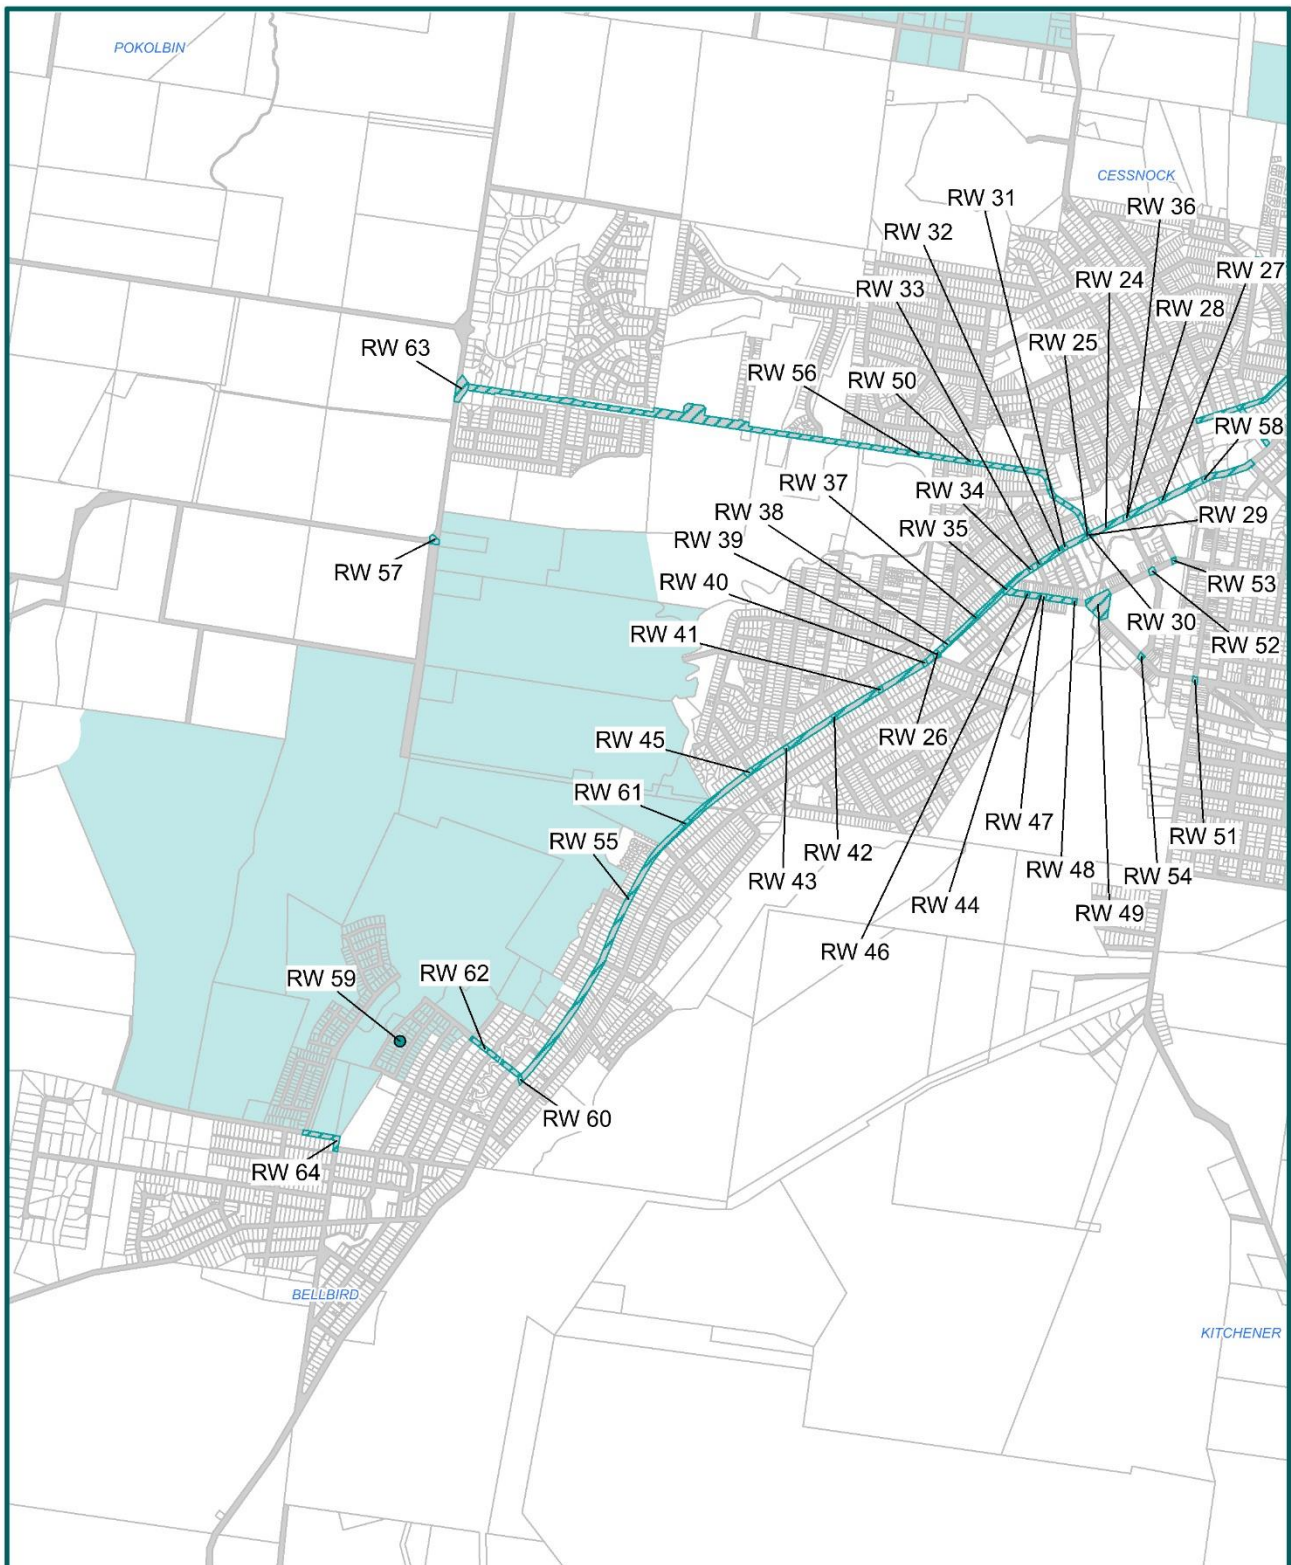 POKOLBIN
CESSNOCK
RW 31
RW 36
RW 32
RW 27
RW 24
RW 33
RW 28
RW 25
RW 63
RW 56
RW 50
RW 58
RW 37
RW 34
RW 38
RW 29
RW 35
RW 39
RW 57
RW 53
RW 40
RW 30
RW 52
RW 41
RW 26
RW 45
RW 61
RW 47
RW 51
RW 55
RW 42
RW 48
RW 54
RW 43
RW 44
RW 49
RW 46
RW 62
RW 59
RW 60
RW 64
BELLBIRD
KITCHENER